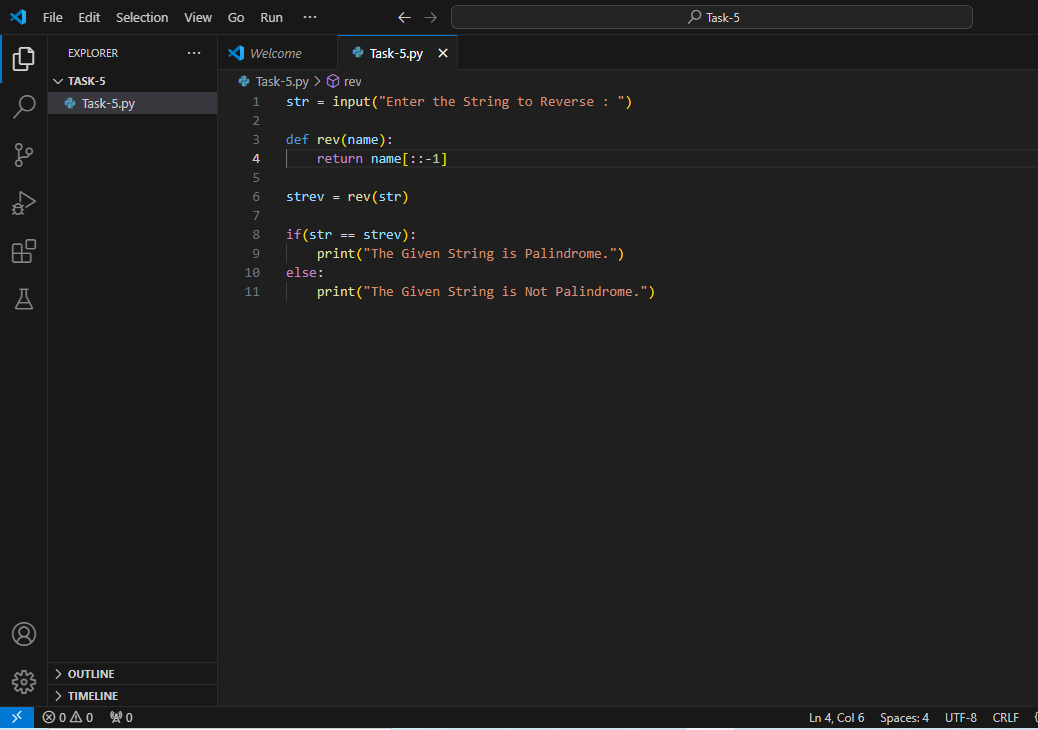 File Edit Selection View Go Run ··· Task-5
EXPLORER ···
TASK-5
Task-5.py
OUTLINE
TIMELINE
Welcome Task-5.py
Task-5.py > rev
1 str = input("Enter the String to Reverse : ")
2
3 def rev(name):
4     return name[::-1]
5
6 strev = rev(str)
7
8 if(str == strev):
9     print("The Given String is Palindrome.")
10 else:
11     print("The Given String is Not Palindrome.")
0 0 0 Ln 4, Col 6 Spaces: 4 UTF-8 CRLF